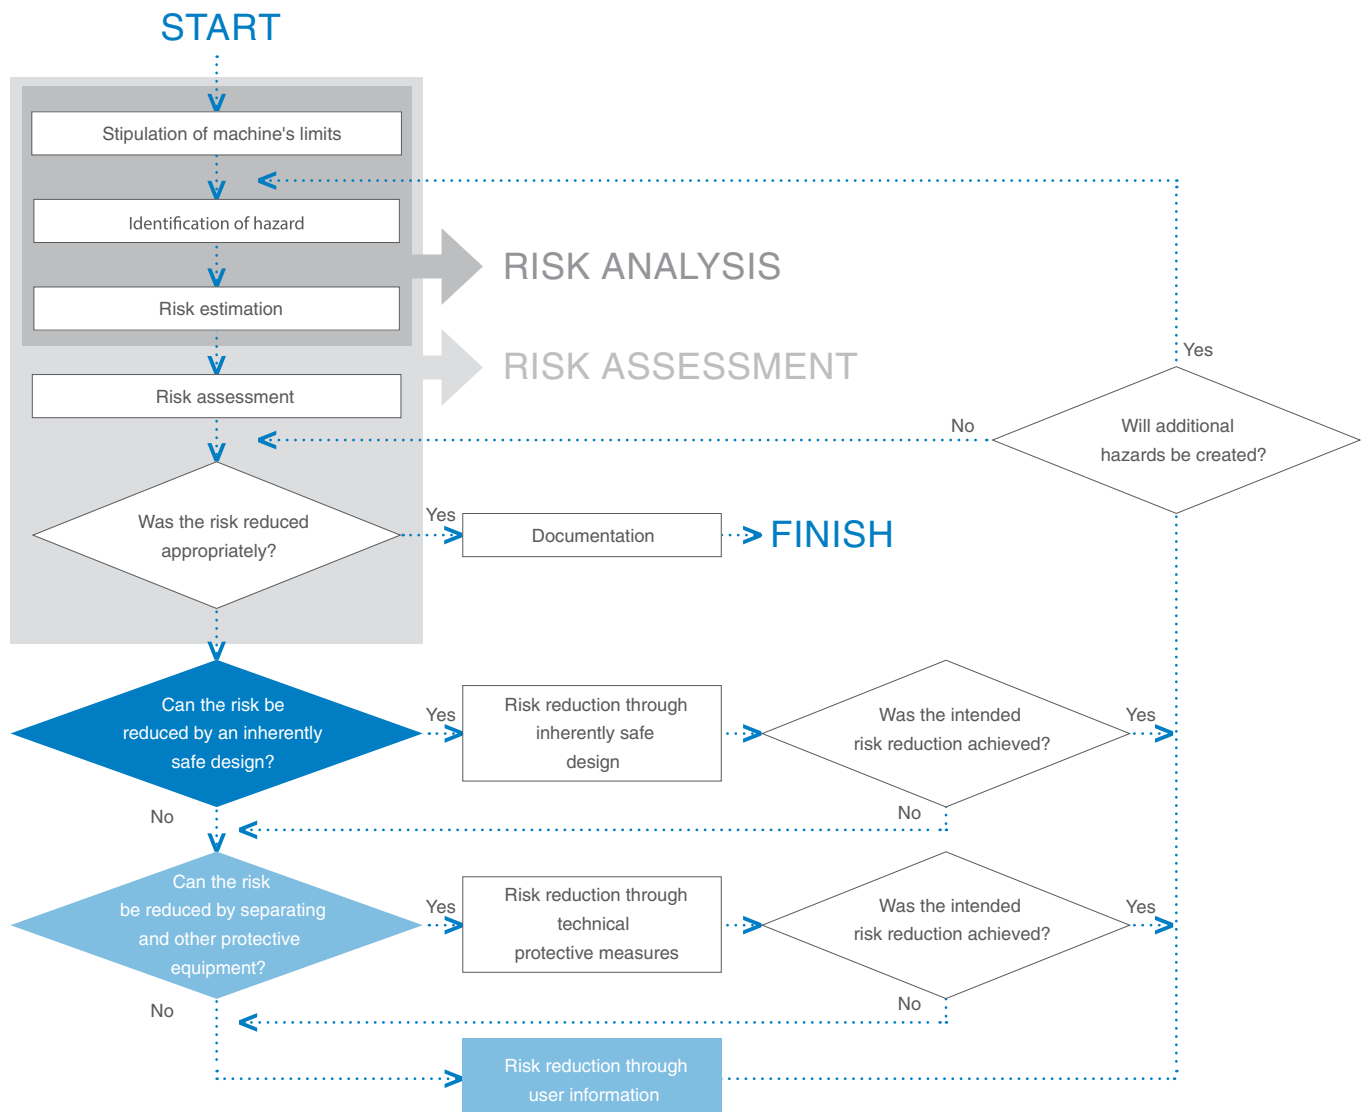 START
Stipulation of machine's limits
Identification of hazard
RISK ANALYSIS
Risk estimation
Yes
RISK ASSESSMENT
Risk assessment
No
Will additional
hazards be created?
Was the risk reduced
appropriately?
Yes
Documentation
FINISH
Can the risk be
reduced by an inherently
safe design?
Yes
Risk reduction through
inherently safe
design
Was the intended
risk reduction achieved?
Yes
No
No
Can the risk
be reduced by separating
and other protective
equipment?
Yes
Risk reduction through
technical
protective measures
Was the intended
risk reduction achieved?
Yes
No
No
Risk reduction through
user information